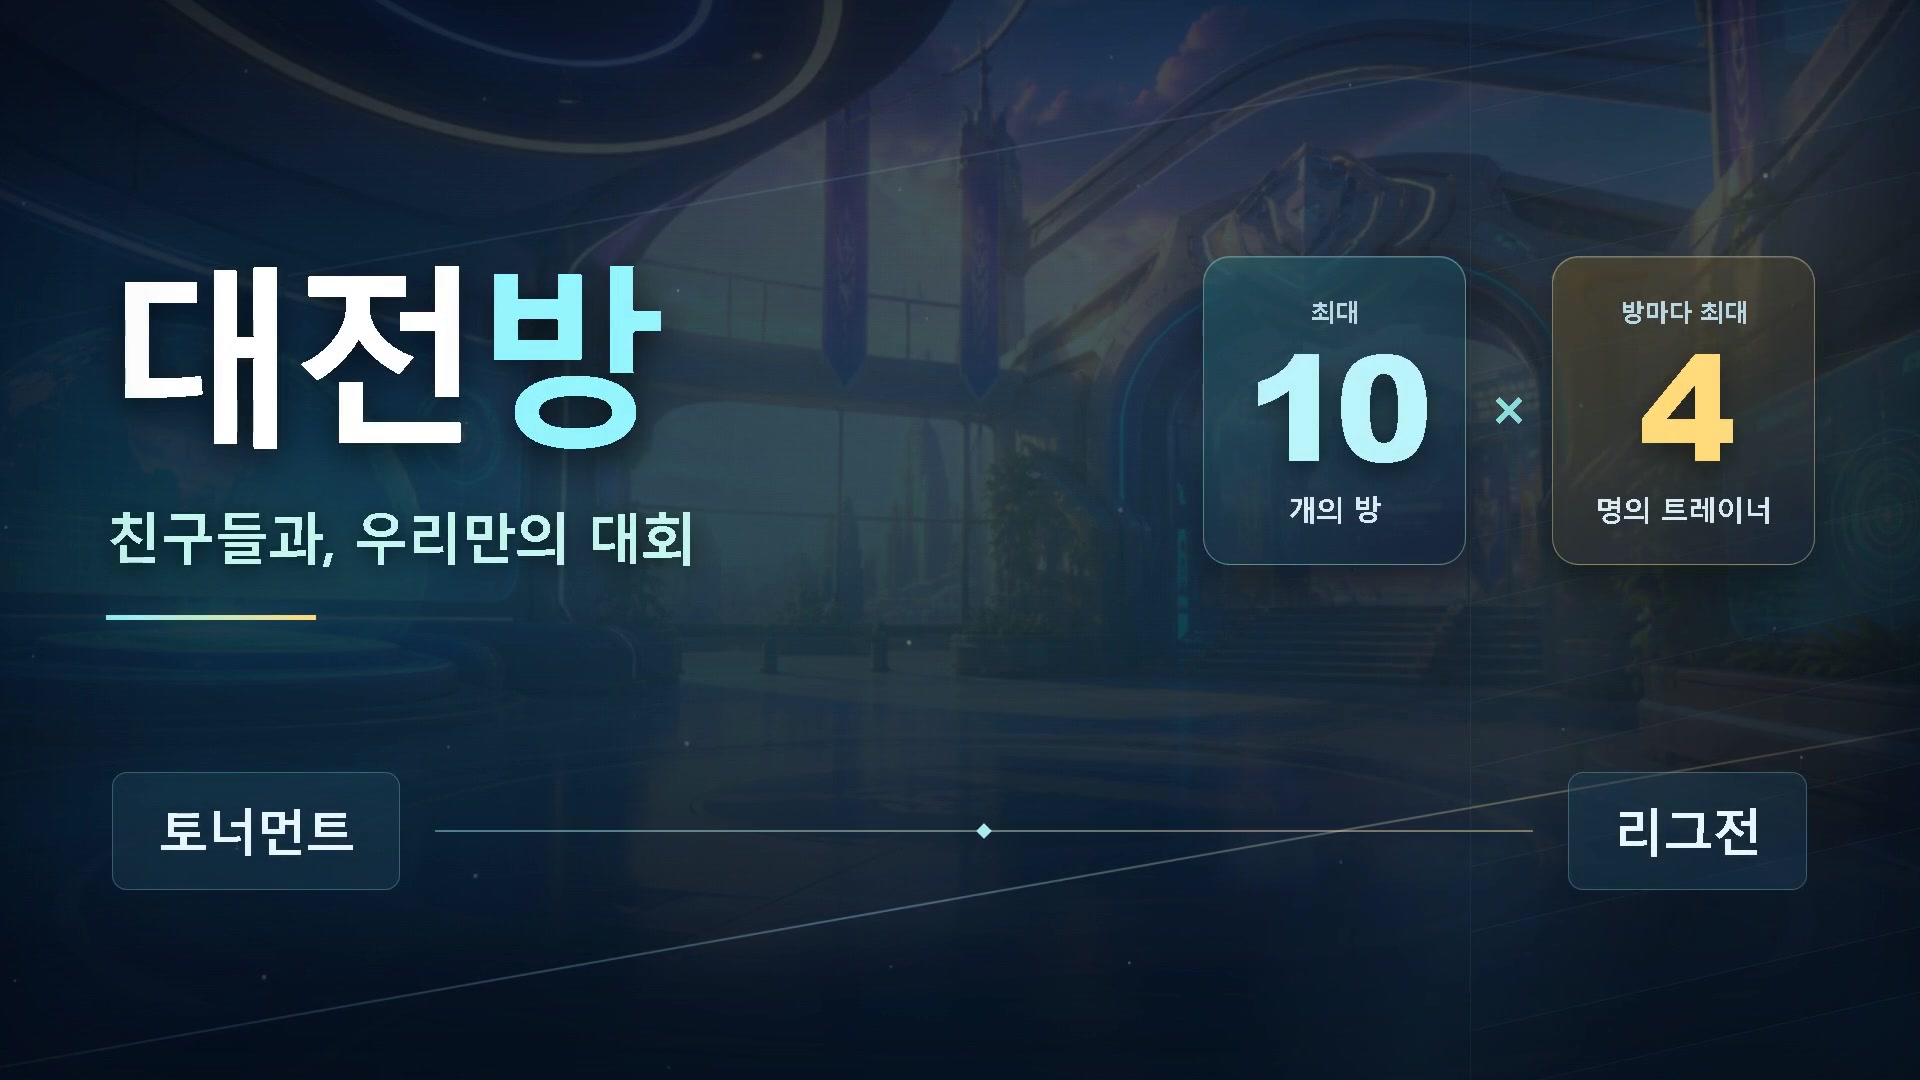 대전방
친구들과, 우리만의 대회
최대
10
개의 방
×
방마다 최대
4
명의 트레이너
토너먼트
리그전